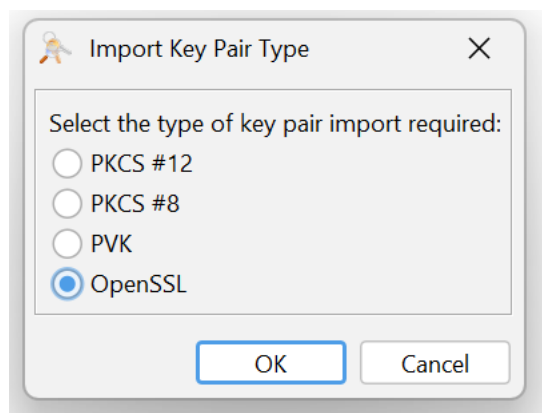 Import Key Pair Type
Select the type of key pair import required:
PKCS #12
PKCS #8
PVK
OpenSSL
OK
Cancel